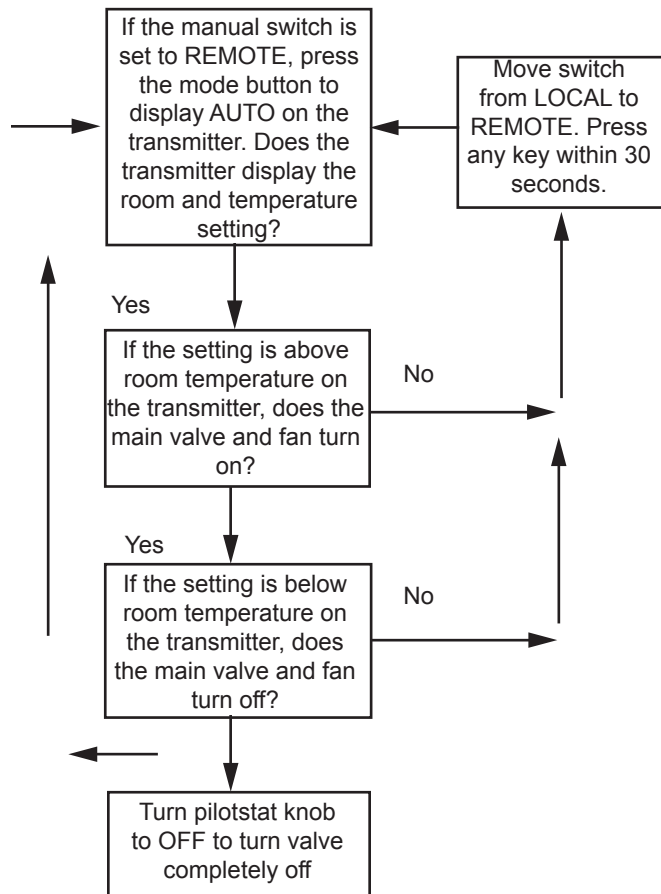 If the manual switch is
set to REMOTE, press
the mode button to
display AUTO on the
transmitter. Does the
transmitter display the
room and temperature
setting?
Move switch
from LOCAL to
REMOTE. Press
any key within 30
seconds.
Yes
If the setting is above
room temperature on
the transmitter, does the
main valve and fan turn
on?
No
Yes
If the setting is below
room temperature on
the transmitter, does
the main valve and fan
turn off?
No
Turn pilotstat knob
to OFF to turn valve
completely off